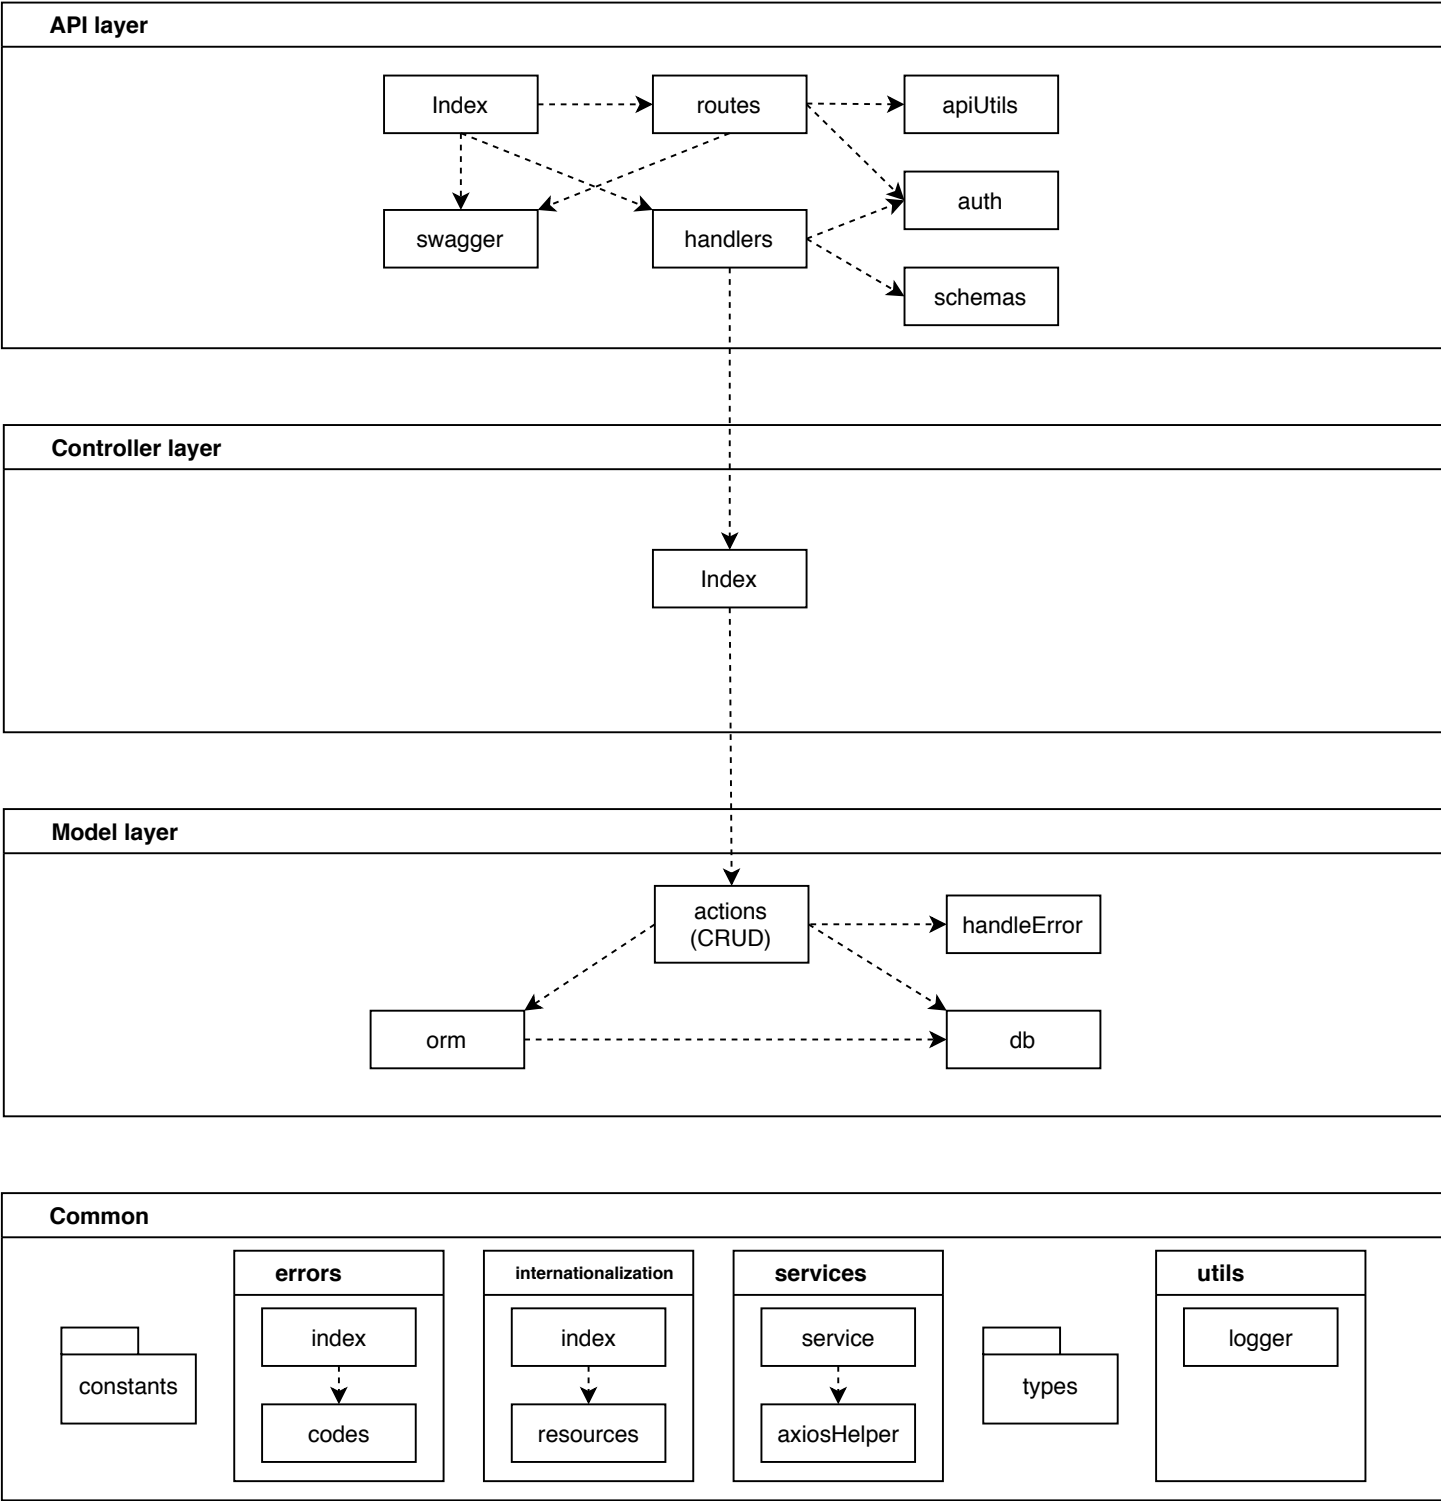 API layer
Index
routes
apiUtils
auth
swagger
handlers
schemas
Controller layer
Index
Model layer
actions
(CRUD)
handleError
orm
db
Common
errors
internationalization
services
utils
index
index
service
logger
constants
types
codes
resources
axiosHelper